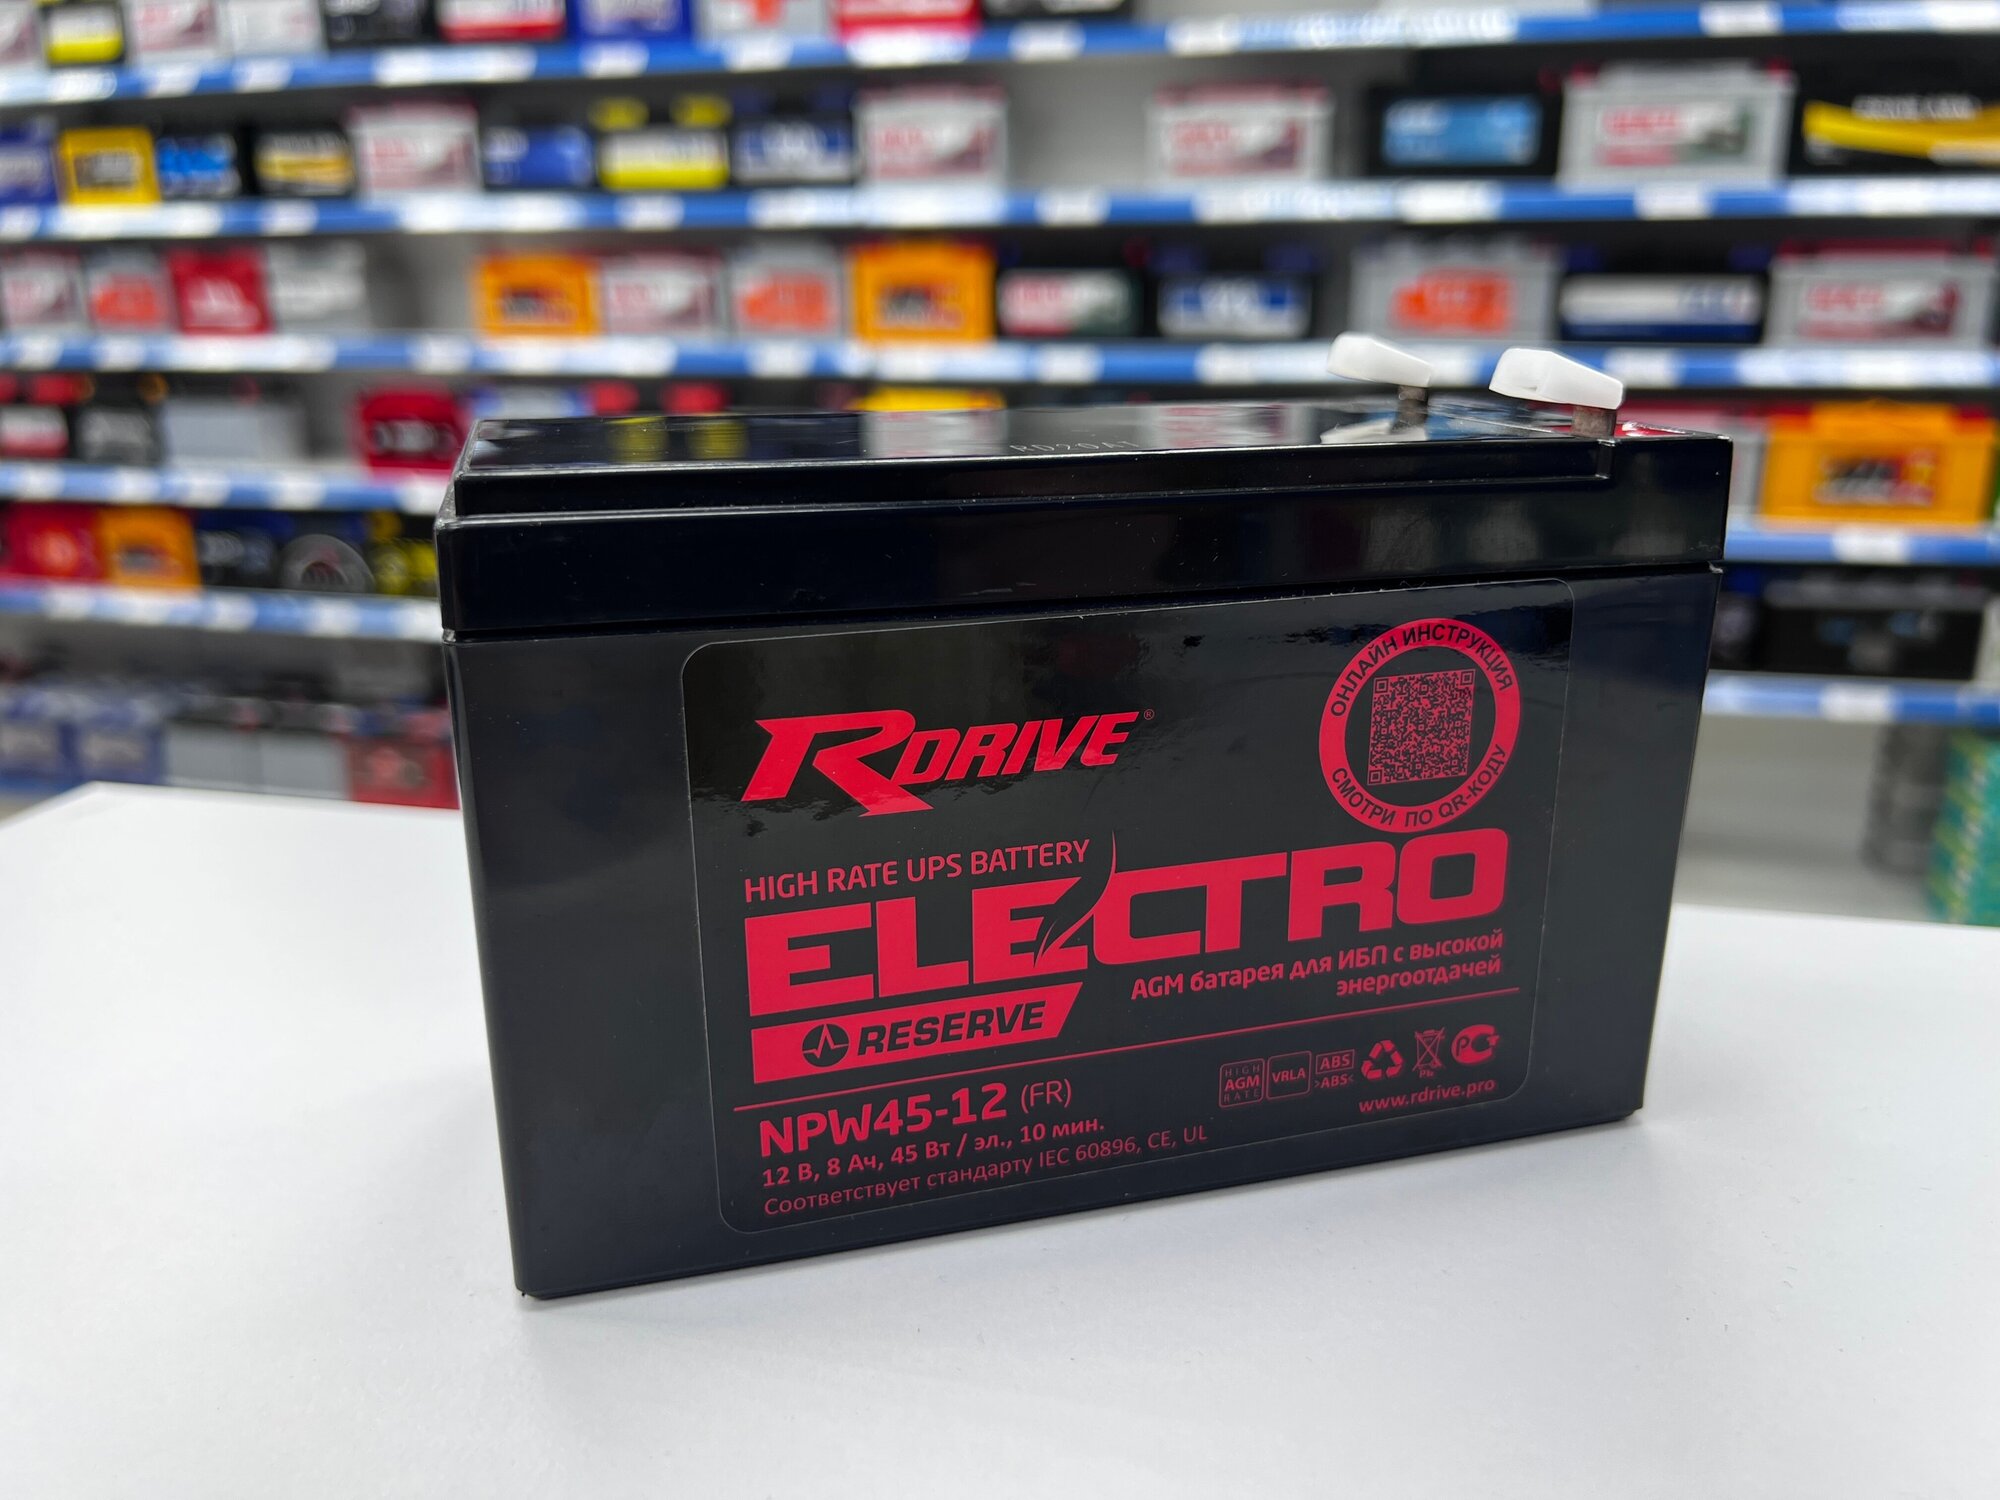 RDRIVE®
ОНЛАЙН ИНСТРУКЦИЯ
СМОТРИ ПО QR-КОДУ
HIGH RATE UPS BATTERY
ELECTRO
RESERVE
AGM батарея для ИБП с высокой
энергоотдачей
NPW45-12 (FR)
12 В, 8 Ач, 45 Вт / эл., 10 мин.
Соответствует стандарту IEC 60896, CE, UL
HIGH
AGM
RATE
VRLA
ABS
>ABS<
Pb
РСТ
www.rdrive.pro